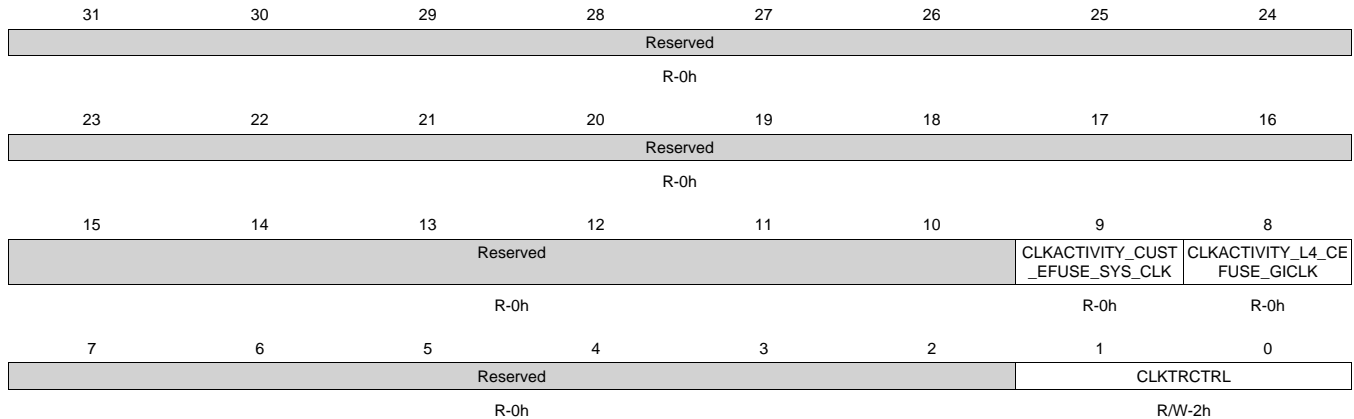 31 30 29 28 27 26 25 24
Reserved
R-0h
23 22 21 20 19 18 17 16
Reserved
R-0h
15 14 13 12 11 10 9 8
Reserved CLKACTIVITY_CUST CLKACTIVITY_L4_CE
_EFUSE_SYS_CLK FUSE_GICLK
R-0h R-0h R-0h
7 6 5 4 3 2 1 0
Reserved CLKTRCTRL
R-0h R/W-2h